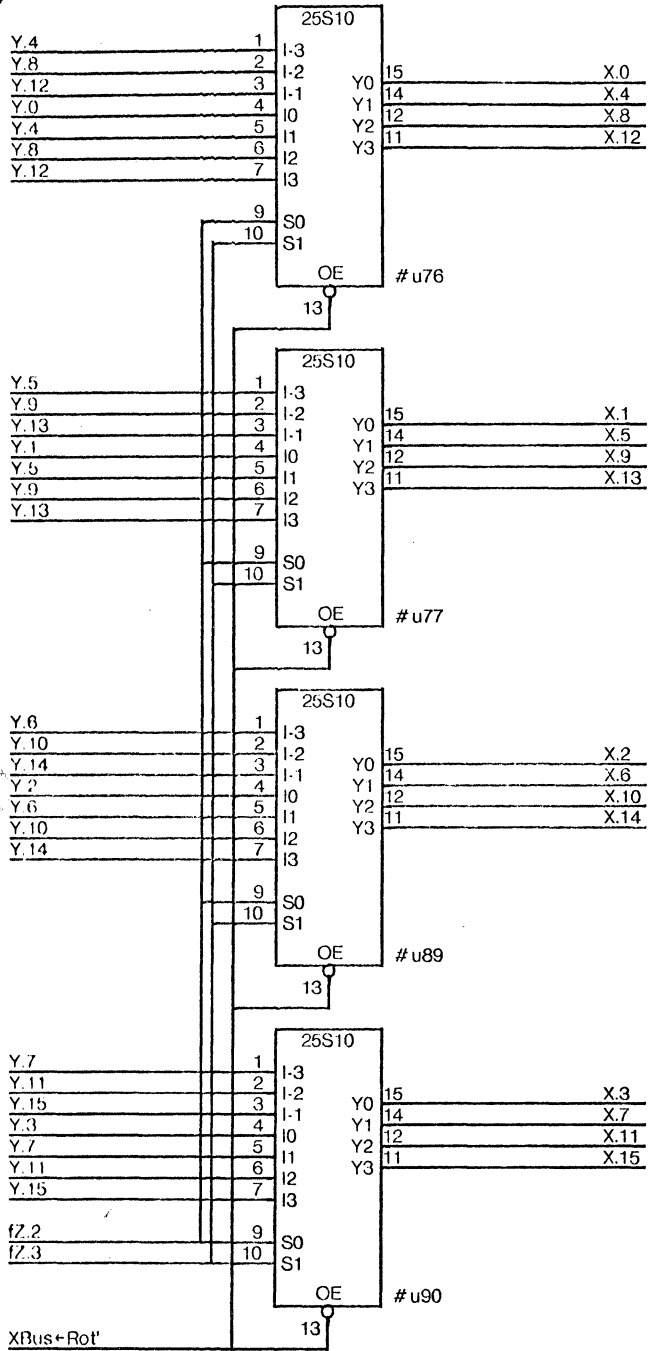 25S10
Y.4 1 I-3
Y.8 2 I-2
Y.12 3 I-1
Y.0 4 I0
Y.4 5 I1
Y.8 6 I2
Y.12 7 I3
Y0 15 X.0
Y1 14 X.4
Y2 12 X.8
Y3 11 X.12
9 S0
10 S1
OE
13
#u76
25S10
Y.5 1 I-3
Y.9 2 I-2
Y.13 3 I-1
Y.1 4 I0
Y.5 5 I1
Y.9 6 I2
Y.13 7 I3
Y0 15 X.1
Y1 14 X.5
Y2 12 X.9
Y3 11 X.13
9 S0
10 S1
OE
13
#u77
25S10
Y.6 1 I-3
Y.10 2 I-2
Y.14 3 I-1
Y.2 4 I0
Y.6 5 I1
Y.10 6 I2
Y.14 7 I3
Y0 15 X.2
Y1 14 X.6
Y2 12 X.10
Y3 11 X.14
9 S0
10 S1
OE
13
#u89
25S10
Y.7 1 I-3
Y.11 2 I-2
Y.15 3 I-1
Y.3 4 I0
Y.7 5 I1
Y.11 6 I2
Y.15 7 I3
Y0 15 X.3
Y1 14 X.7
Y2 12 X.11
Y3 11 X.15
fZ.2 9 S0
fZ.3 10 S1
OE
13
#u90
XBus←Rot'